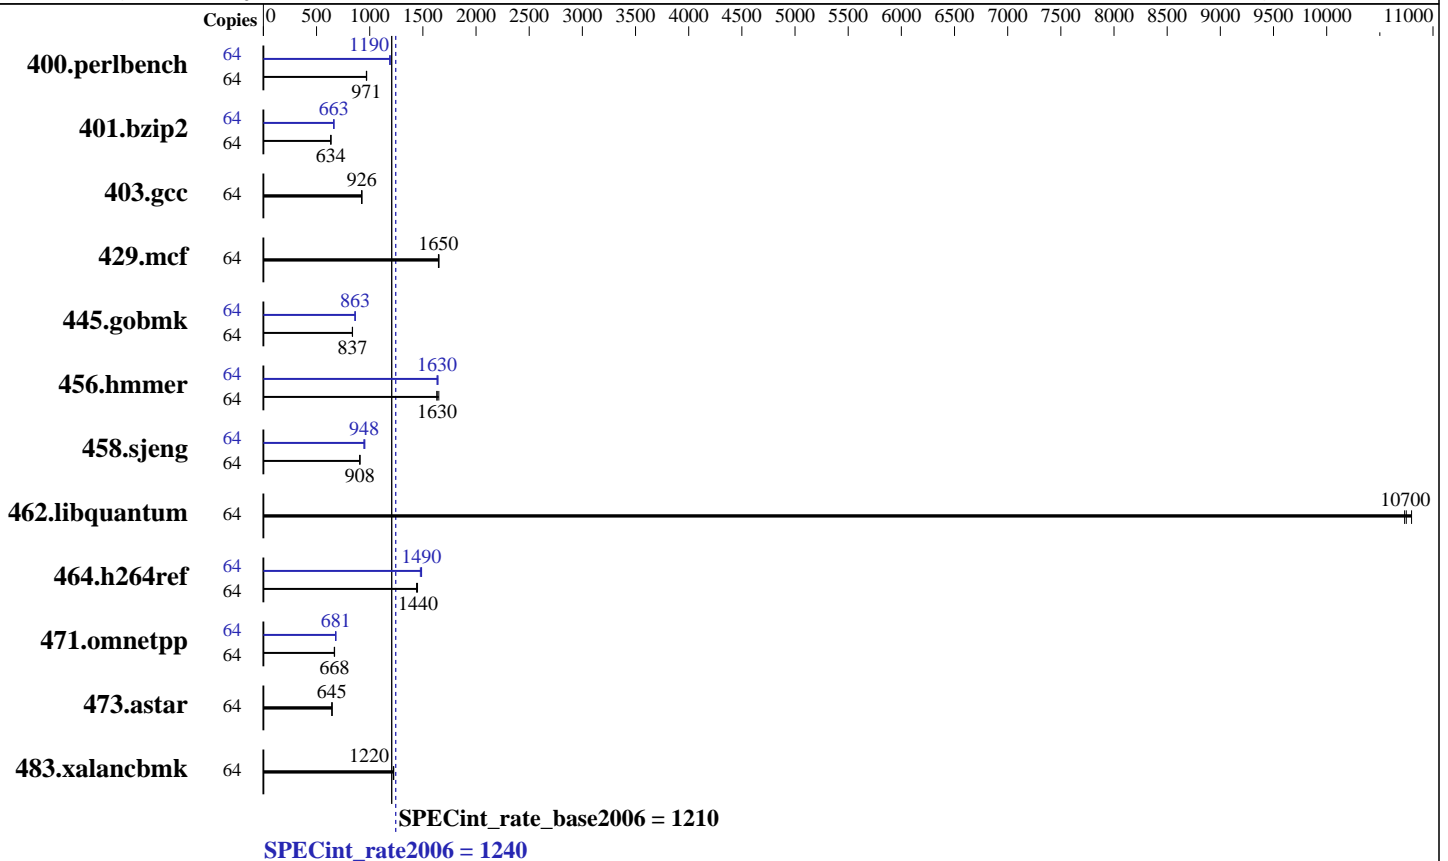 Copies 0 500 1000 1500 2000 2500 3000 3500 4000 4500 5000 5500 6000 6500 7000 7500 8000 8500 9000 9500 10000 11000
400.perlbench 64 1190
64 971
401.bzip2 64 663
64 634
403.gcc 64 926
429.mcf 64 1650
445.gobmk 64 863
64 837
456.hmmer 64 1630
64 1630
458.sjeng 64 948
64 908
462.libquantum 64 10700
464.h264ref 64 1490
64 1440
471.omnetpp 64 681
64 668
473.astar 64 645
483.xalancbmk 64 1220
SPECint_rate_base2006 = 1210
SPECint_rate2006 = 1240